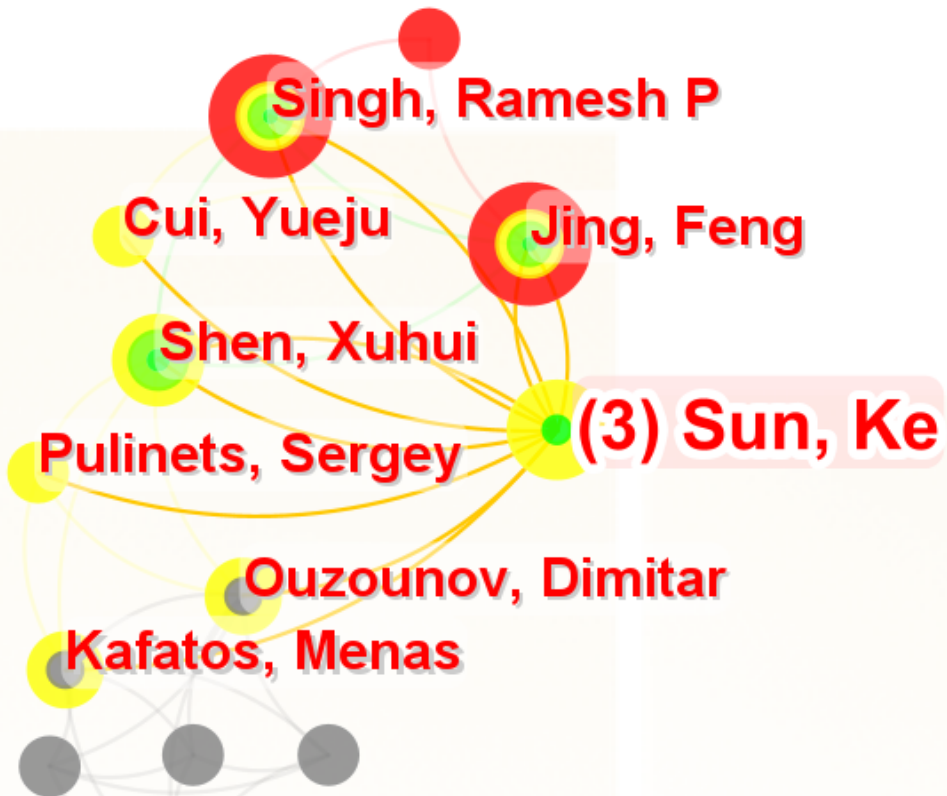 Singh, Ramesh P
Cui, Yueju
Jing, Feng
Shen, Xuhui
(3) Sun, Ke
Pulinets, Sergey
Ouzounov, Dimitar
Kafatos, Menas